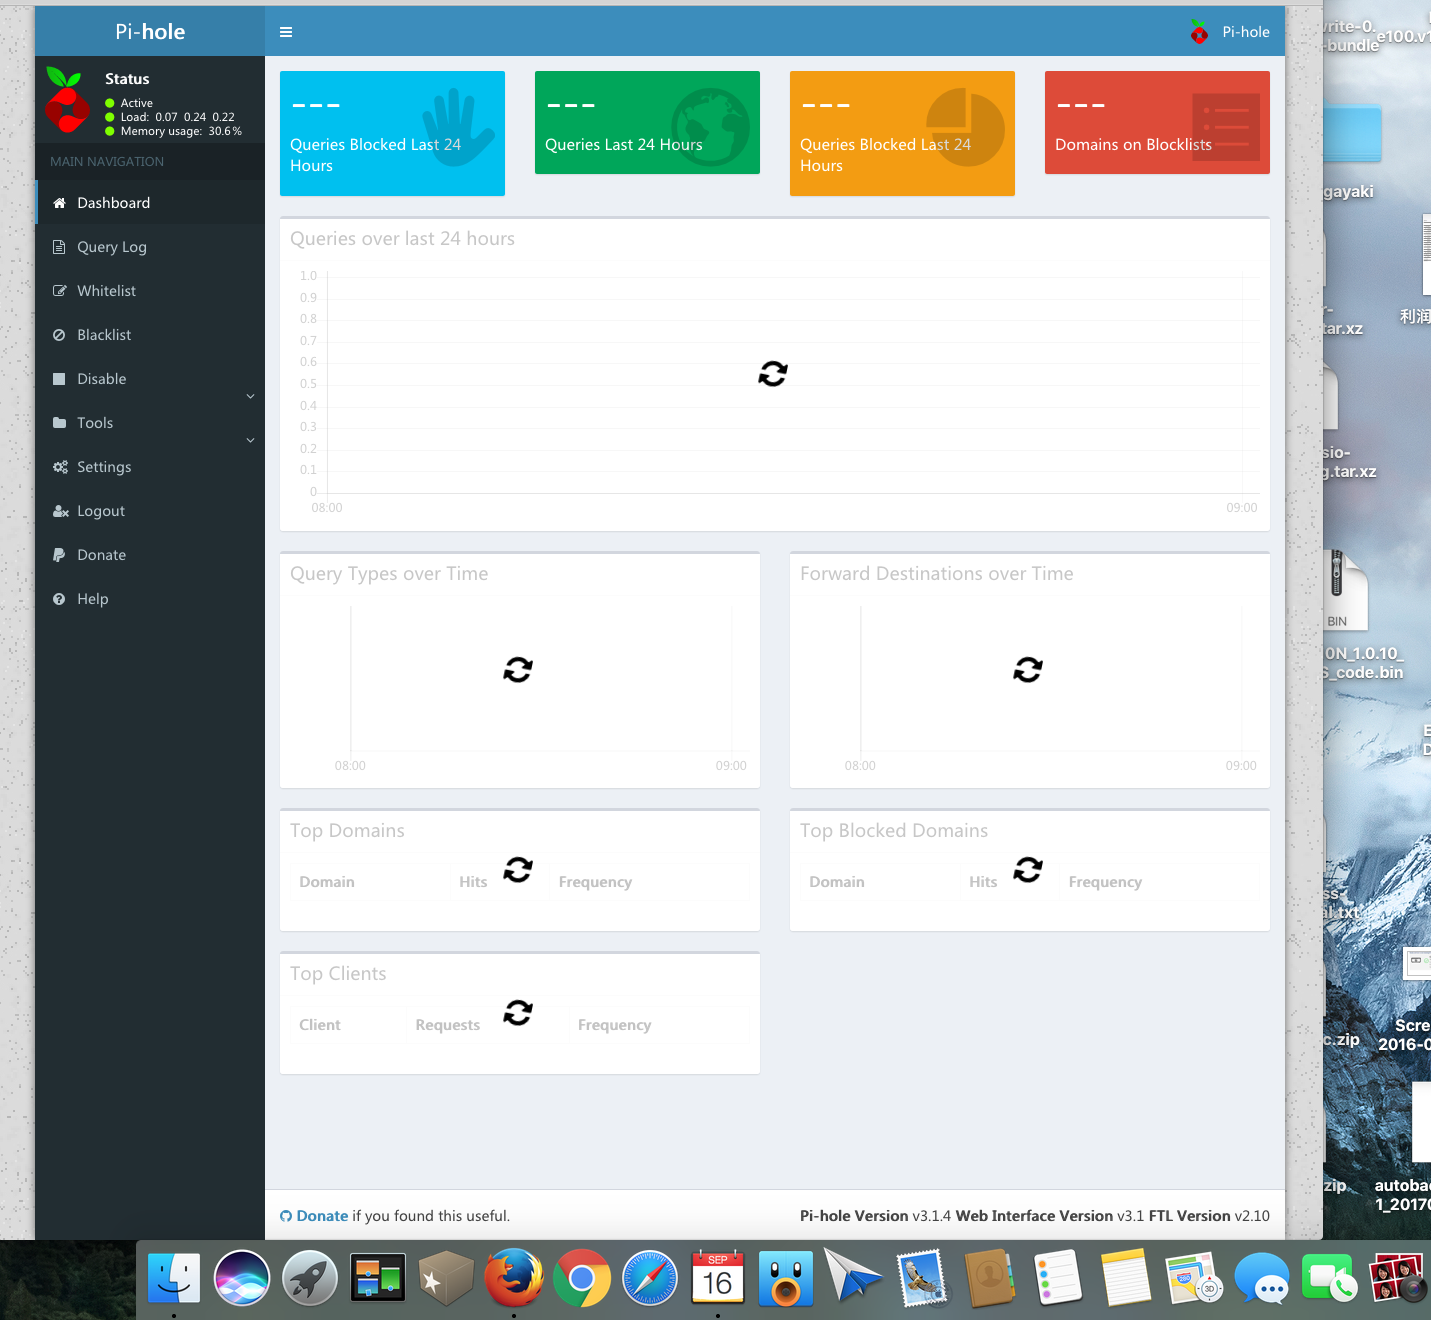 Pi-hole
Pi-hole
Status
Active
Load: 0.07 0.24 0.22
Memory usage: 30.6%
MAIN NAVIGATION
Dashboard
Query Log
Whitelist
Blacklist
Disable
Tools
Settings
Logout
Donate
Help
---
Queries Blocked Last 24
Hours
---
Queries Last 24 Hours
---
Queries Blocked Last 24
Hours
---
Domains on Blocklists
Queries over last 24 hours
1.0
0.9
0.8
0.7
0.6
0.5
0.4
0.3
0.2
0.1
0
08:00 09:00
Query Types over Time
08:00 09:00
Forward Destinations over Time
08:00 09:00
Top Domains
Domain Hits Frequency
Top Blocked Domains
Domain Hits Frequency
Top Clients
Client Requests Frequency
Donate if you found this useful.
Pi-hole Version v3.1.4 Web Interface Version v3.1 FTL Version v2.10
-bundle
e100.v1
gayaki
tar.xz
利润
sio-
g.tar.xz
BIN
0N_1.0.10_
S_code.bin
ss-
al.txt
Scre
2016-0
c.zip
zip
autoba
1_20170
SEP
16
280
3D